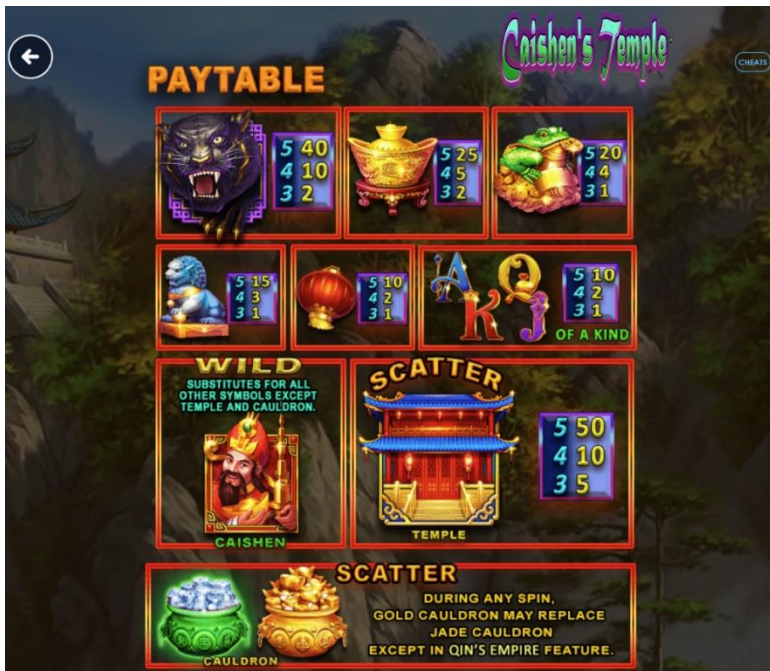 Caishen's Temple
CHEATS
PAYTABLE
5 40
4 10
3 2
5 25
4 5
3 2
5 20
4 4
3 1
5 15
4 3
3 1
5 10
4 2
3 1
A K Q J
5 10
4 2
3 1
OF A KIND
WILD
SUBSTITUTES FOR ALL
OTHER SYMBOLS EXCEPT
TEMPLE AND CAULDRON.
CAISHEN
SCATTER
5 50
4 10
3 5
TEMPLE
SCATTER
DURING ANY SPIN,
GOLD CAULDRON MAY REPLACE
JADE CAULDRON
EXCEPT IN QIN'S EMPIRE FEATURE.
CAULDRON